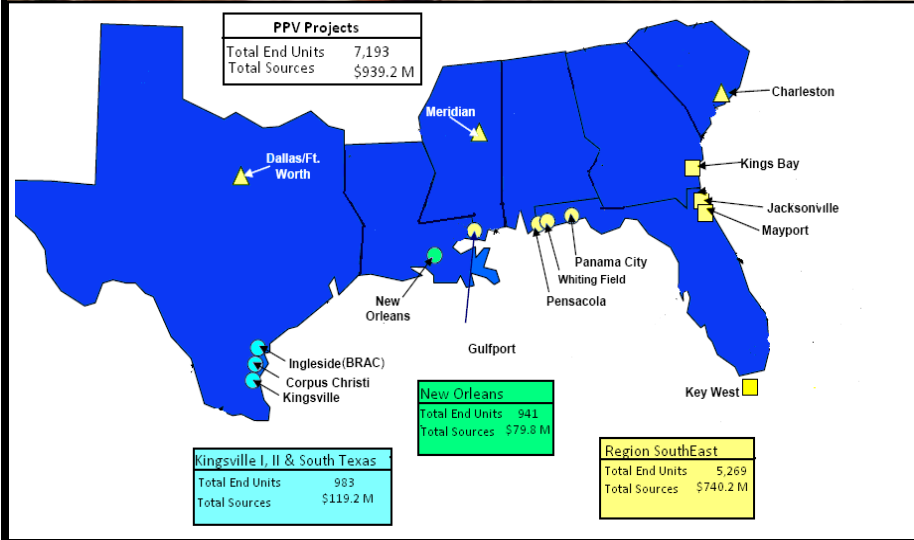 PPV Projects
Total End Units 7,193
Total Sources $939.2 M
Charleston
Meridian
Dallas/Ft.
Worth
Kings Bay
Jacksonville
Mayport
Panama City
Whiting Field
Pensacola
New
Orleans
Gulfport
Ingleside(BRAC)
Corpus Christi
Kingsville
Key West
New Orleans
Total End Units 941
Total Sources $79.8 M
Region SouthEast
Total End Units 5,269
Total Sources $740.2 M
Kingsville I, II & South Texas
Total End Units 983
Total Sources $119.2 M